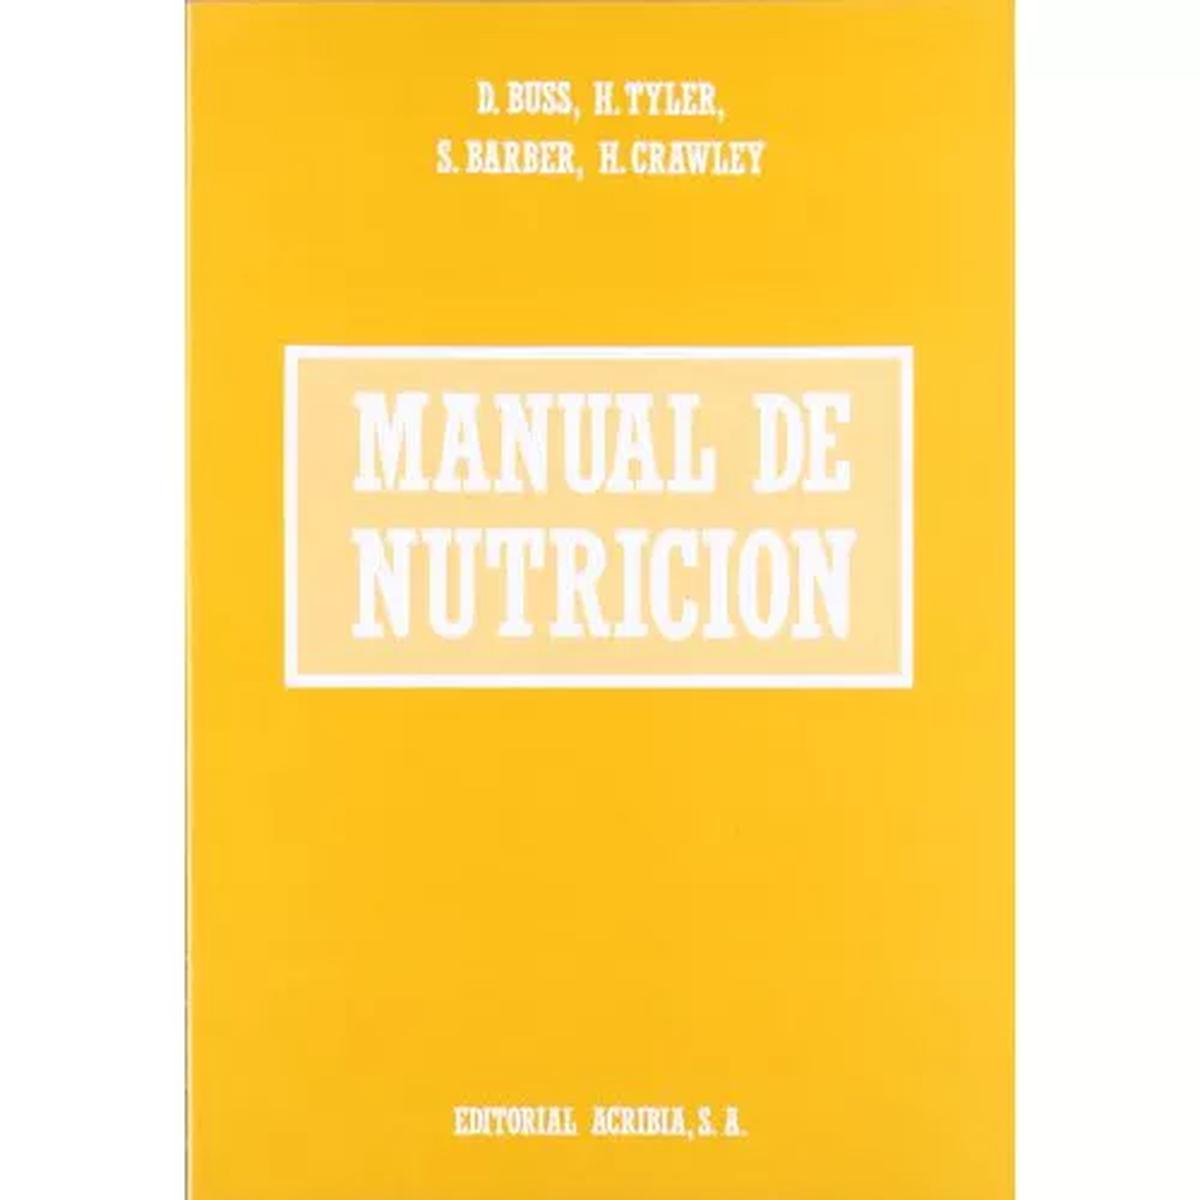 D. BUSS, H. TYLER,
S. BARBER, H. CRAWLEY
MANUAL DE
NUTRICION
EDITORIAL ACRIBIA, S. A.